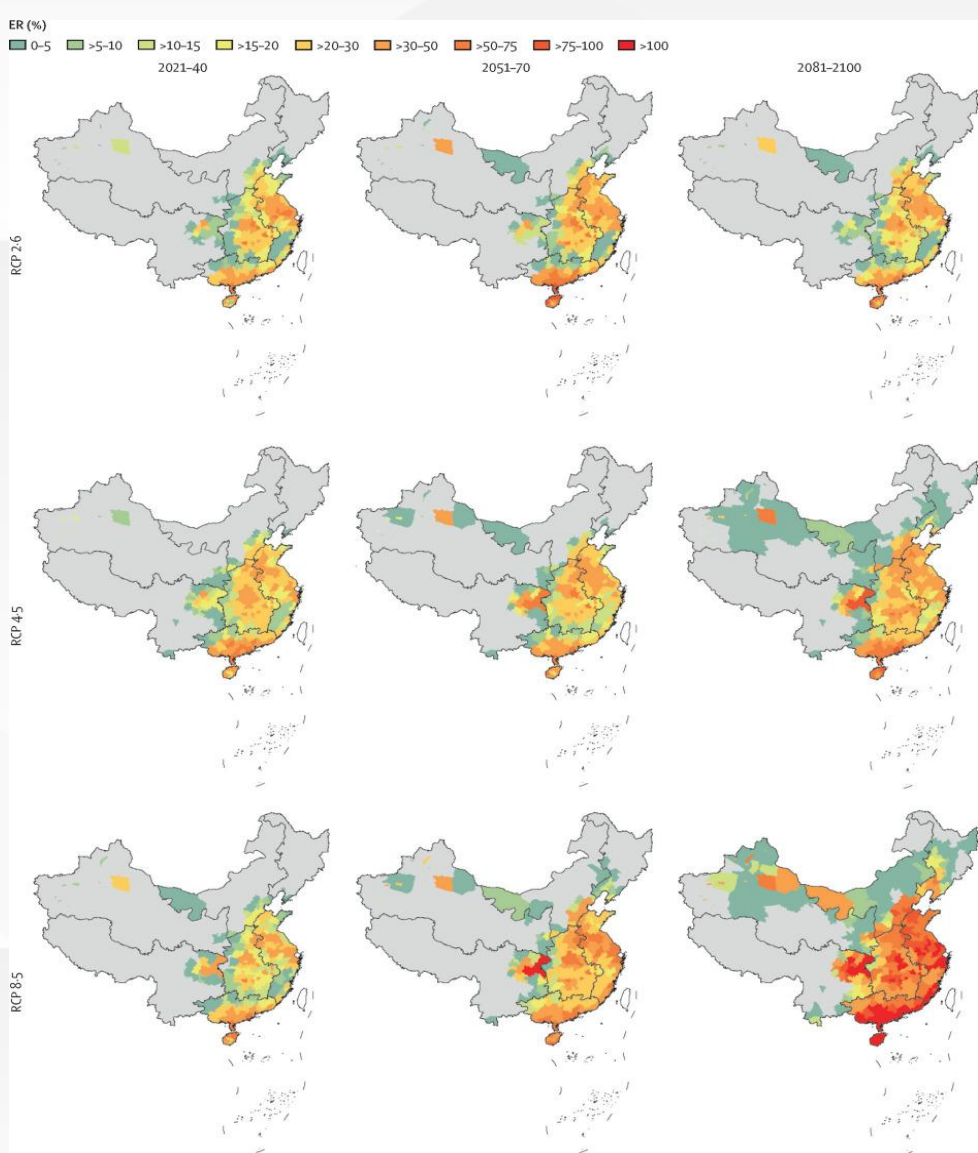 ER (%)
0–5 >5–10 >10–15 >15–20 >20–30 >30–50 >50–75 >75–100 >100
2021–40 2051–70 2081–2100
RCP 2·6
RCP 4·5
RCP 8·5